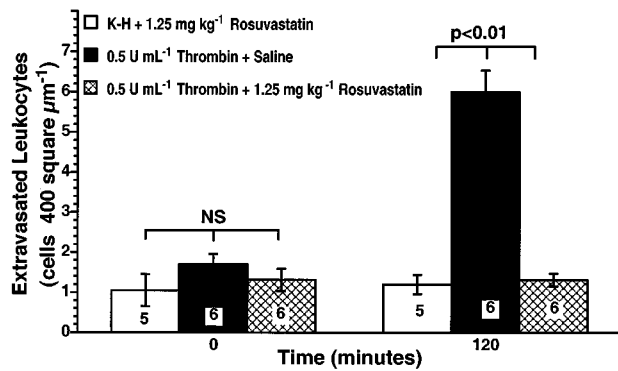 K-H + 1.25 mg kg⁻¹ Rosuvastatin
0.5 U mL⁻¹ Thrombin + Saline
0.5 U mL⁻¹ Thrombin + 1.25 mg kg⁻¹ Rosuvastatin
p<0.01
NS
Extravasated Leukocytes
(cells 400 square µm⁻¹)
7
6
5
4
3
2
1
0
5
6
6
5
6
6
0
120
Time (minutes)